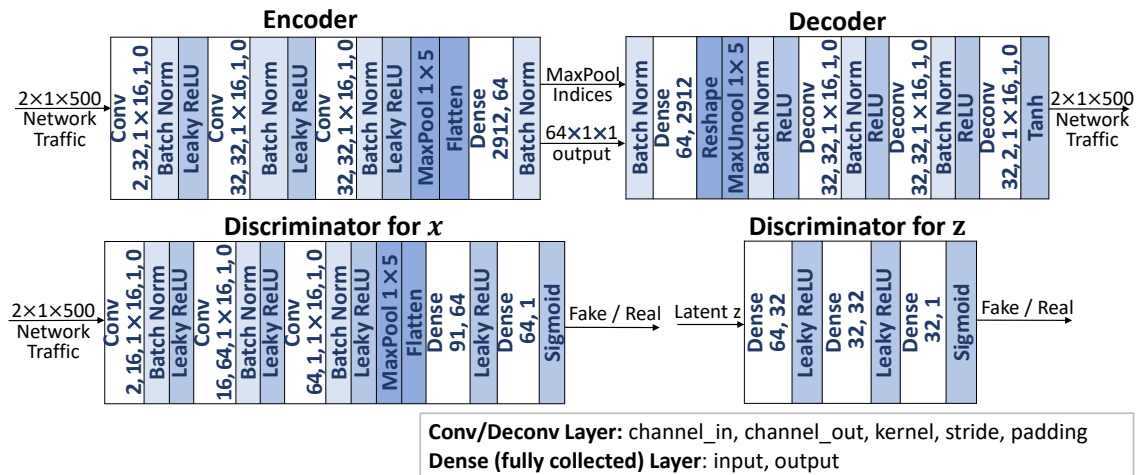 Encoder
2×1×500
Network
Traffic
Conv
2, 32, 1×16, 1, 0
Batch Norm
Leaky ReLU
Conv
32, 32, 1×16, 1, 0
Batch Norm
Leaky ReLU
Conv
32, 32, 1×16, 1, 0
Batch Norm
Leaky ReLU
MaxPool 1×5
Flatten
Dense
2912, 64
Batch Norm
MaxPool
Indices
64×1×1
output
Decoder
Batch Norm
Dense
64, 2912
Reshape
MaxUnool 1×5
Batch Norm
ReLU
Deconv
32, 32, 1×16, 1, 0
Batch Norm
ReLU
Deconv
32, 32, 1×16, 1, 0
Batch Norm
ReLU
Deconv
32, 2, 1×16, 1, 0
Tanh
2×1×500
Network
Traffic
Discriminator for x
2×1×500
Network
Traffic
Conv
2, 16, 1×16, 1, 0
Batch Norm
Leaky ReLU
Conv
16, 64, 1×16, 1, 0
Batch Norm
Leaky ReLU
Conv
64, 1, 1×16, 1, 0
Batch Norm
Leaky ReLU
MaxPool 1×5
Flatten
Dense
91, 64
Leaky ReLU
Dense
64, 1
Sigmoid
Fake / Real
Discriminator for z
Latent z
Dense
64, 32
Leaky ReLU
Dense
32, 32
Leaky ReLU
Dense
32, 1
Sigmoid
Fake / Real
Conv/Deconv Layer: channel_in, channel_out, kernel, stride, padding
Dense (fully collected) Layer: input, output